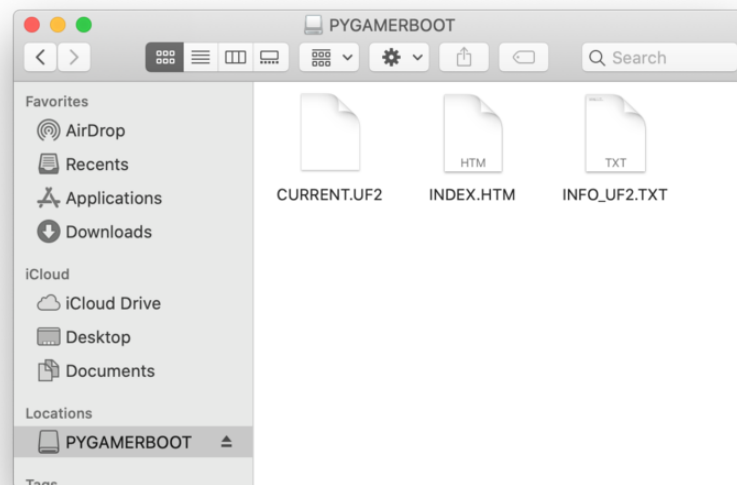 PYGAMERBOOT
Search
Favorites
AirDrop
Recents
Applications
Downloads
iCloud
iCloud Drive
Desktop
Documents
Locations
PYGAMERBOOT
Tags
HTM
TXT
CURRENT.UF2 INDEX.HTM INFO_UF2.TXT